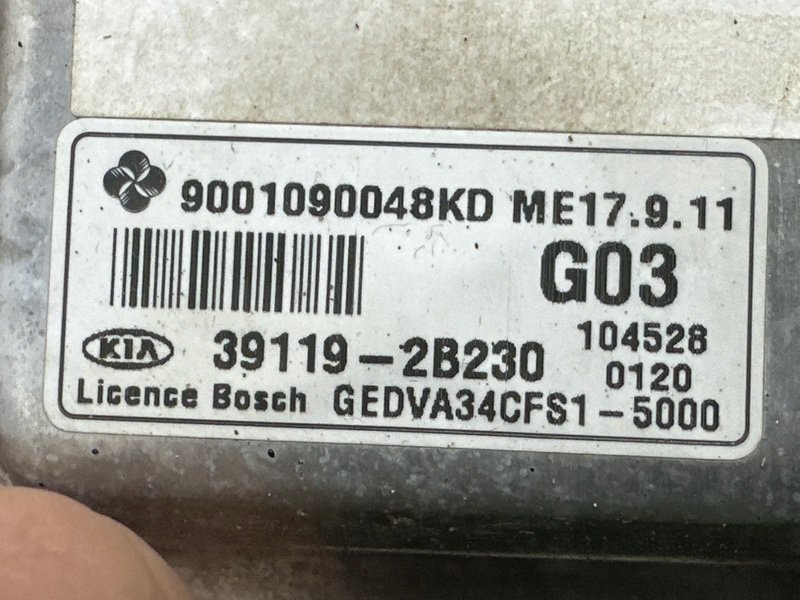 9001090048KD ME17.9.11
G03
KIA 39119-2B230 104528
0120
Licence Bosch GEDVA34CFS1-5000